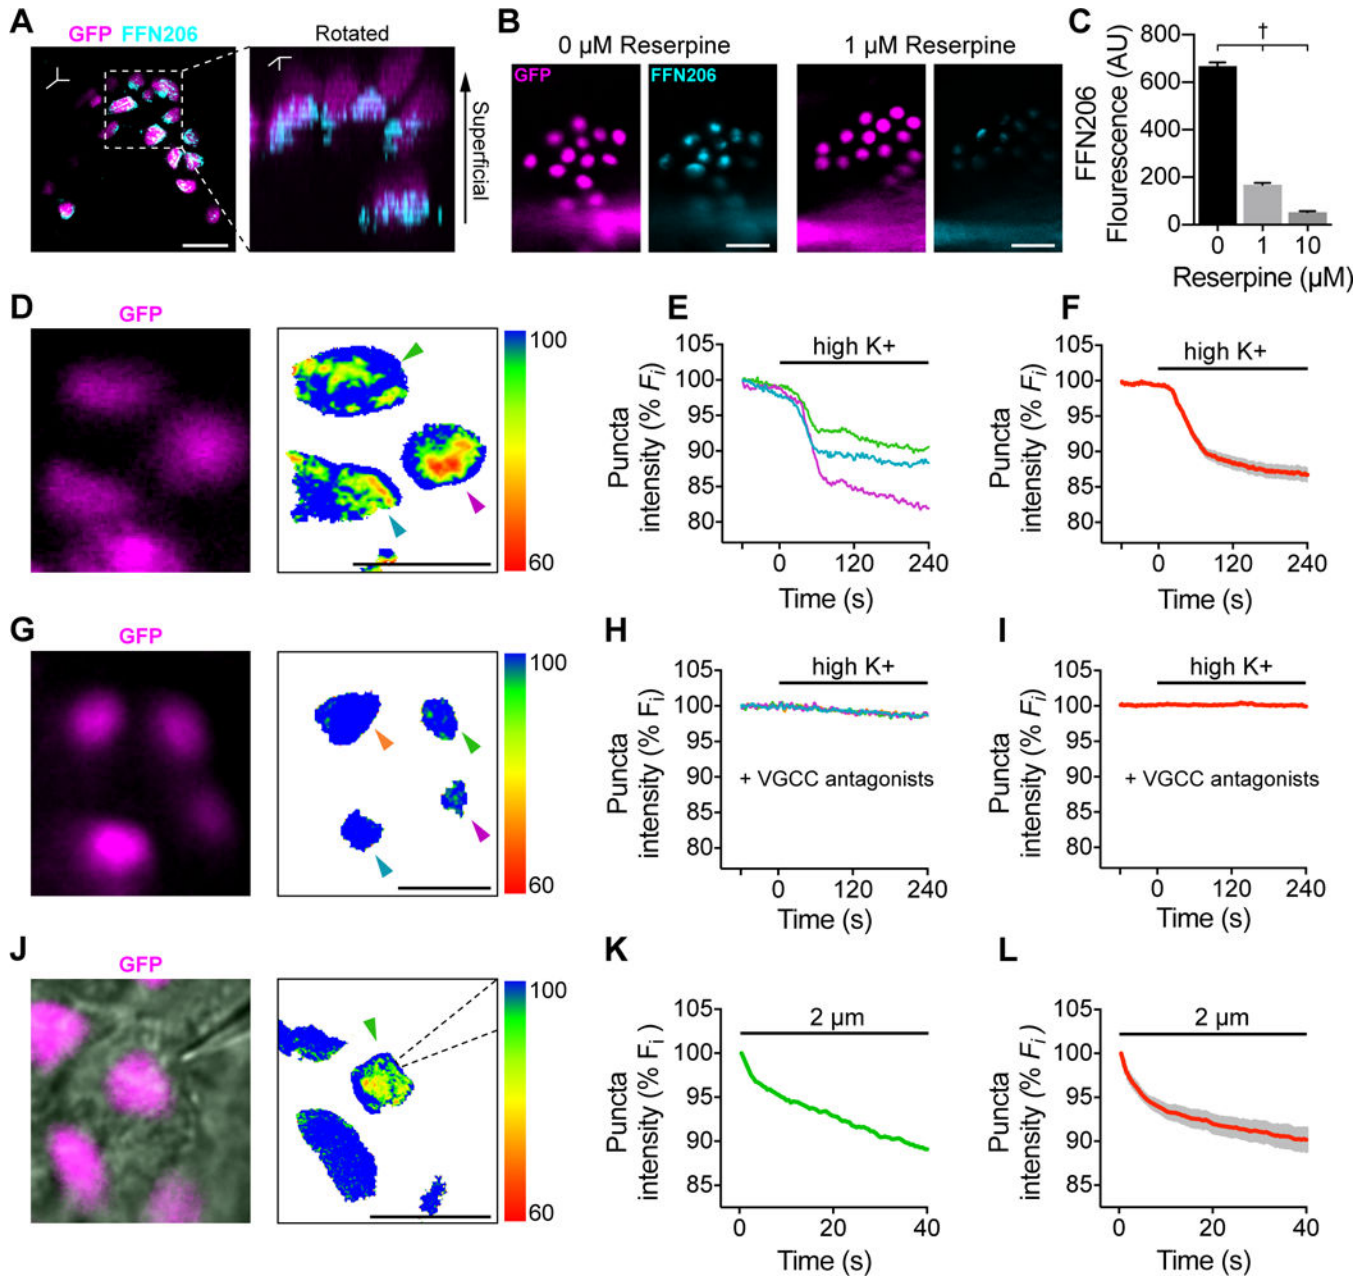 A
GFP FFN206
Rotated
Superficial
B
0 µM Reserpine
1 µM Reserpine
GFP
FFN206
C
FFN206
Flourescence (AU)
800
600
400
200
0
†
0 1 10
Reserpine (µM)
D
GFP
100
60
E
Puncta
intensity (% Fi)
105
100
95
90
85
80
high K+
0 120 240
Time (s)
F
Puncta
intensity (% Fi)
105
100
95
90
85
80
high K+
0 120 240
Time (s)
G
GFP
100
60
H
Puncta
intensity (% Fi)
105
100
95
90
85
80
high K+
+ VGCC antagonists
0 120 240
Time (s)
I
Puncta
intensity (% Fi)
105
100
95
90
85
80
high K+
+ VGCC antagonists
0 120 240
Time (s)
J
GFP
100
60
K
Puncta
intensity (% Fi)
105
100
95
90
85
2 µm
0 20 40
Time (s)
L
Puncta
intensity (% Fi)
105
100
95
90
85
2 µm
0 20 40
Time (s)